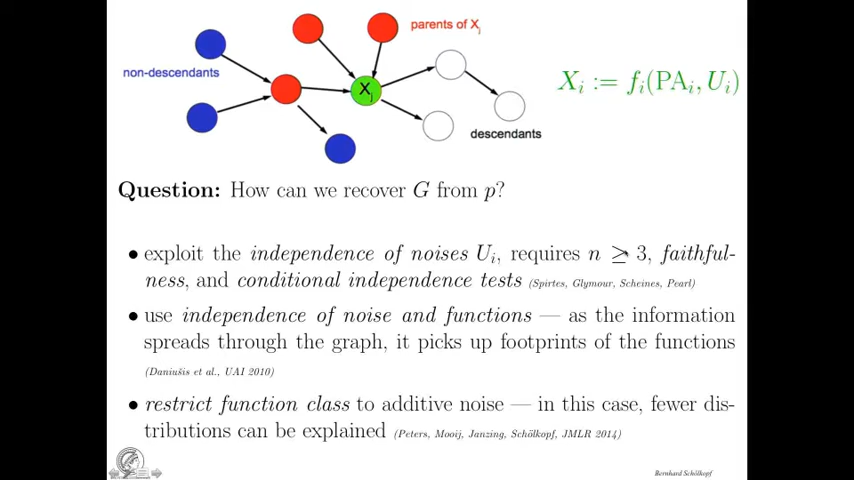 parents of Xj
non-descendants
Xj
descendants
Xi := fi(PAi, Ui)
Question: How can we recover G from p?
• exploit the independence of noises Ui, requires n ≥ 3, faithful-
ness, and conditional independence tests (Spirtes, Glymour, Scheines, Pearl)
• use independence of noise and functions — as the information
spreads through the graph, it picks up footprints of the functions
(Daniušis et al., UAI 2010)
• restrict function class to additive noise — in this case, fewer dis-
tributions can be explained (Peters, Mooij, Janzing, Schölkopf, JMLR 2014)
Bernhard Schölkopf